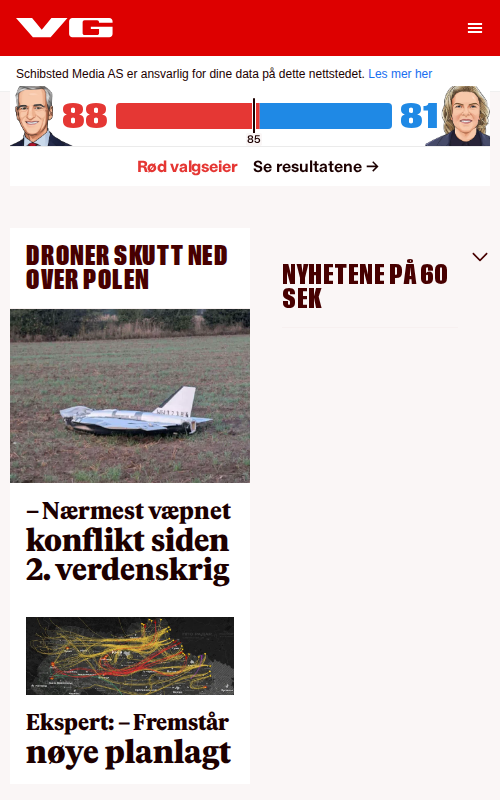 VG
Schibsted Media AS er ansvarlig for dine data på dette nettstedet. Les mer her
88
81
85
Rød valgseier Se resultatene →
DRONER SKUTT NED
OVER POLEN
– Nærmest væpnet
konflikt siden
2. verdenskrig
Ekspert: – Fremstår
nøye planlagt
NYHETENE PÅ 60
SEK